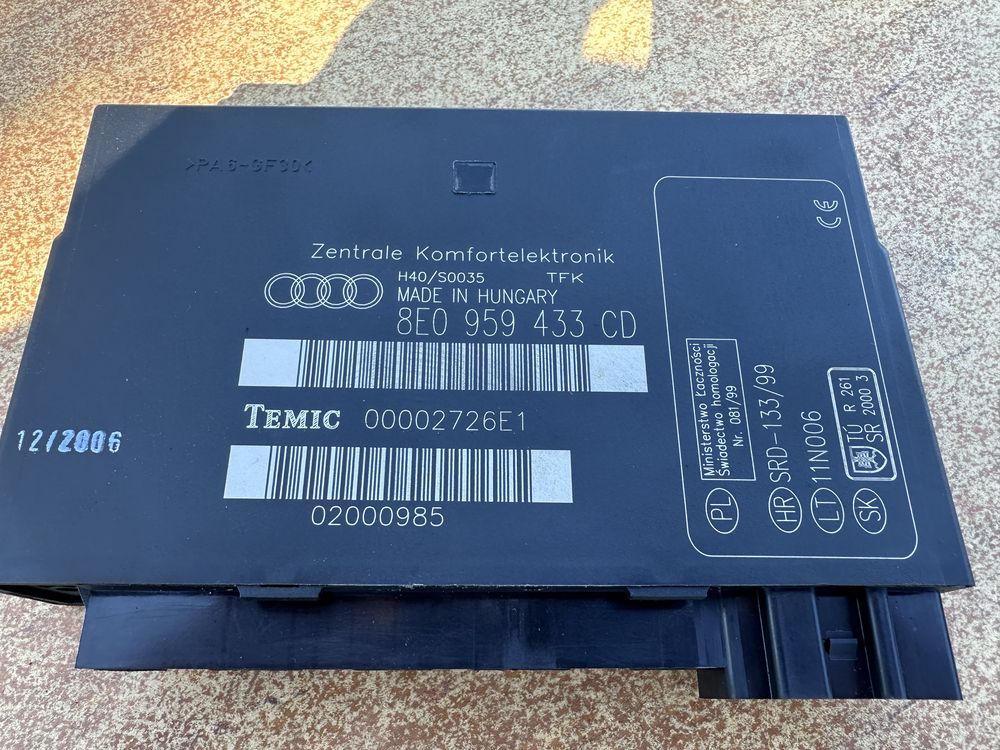 >PA6-GF30<
Zentrale Komfortelektronik
H40/S0035 TFK
MADE IN HUNGARY
8E0 959 433 CD
TEMIC 00002726E1
12/2006
02000985
CE
Ministerstwo Łączności
Świadectwo homologacji
Nr. 081/99
PL
HR SRD-133/99
LT 11N006
TÚ R 261
SR 2000 3
SK